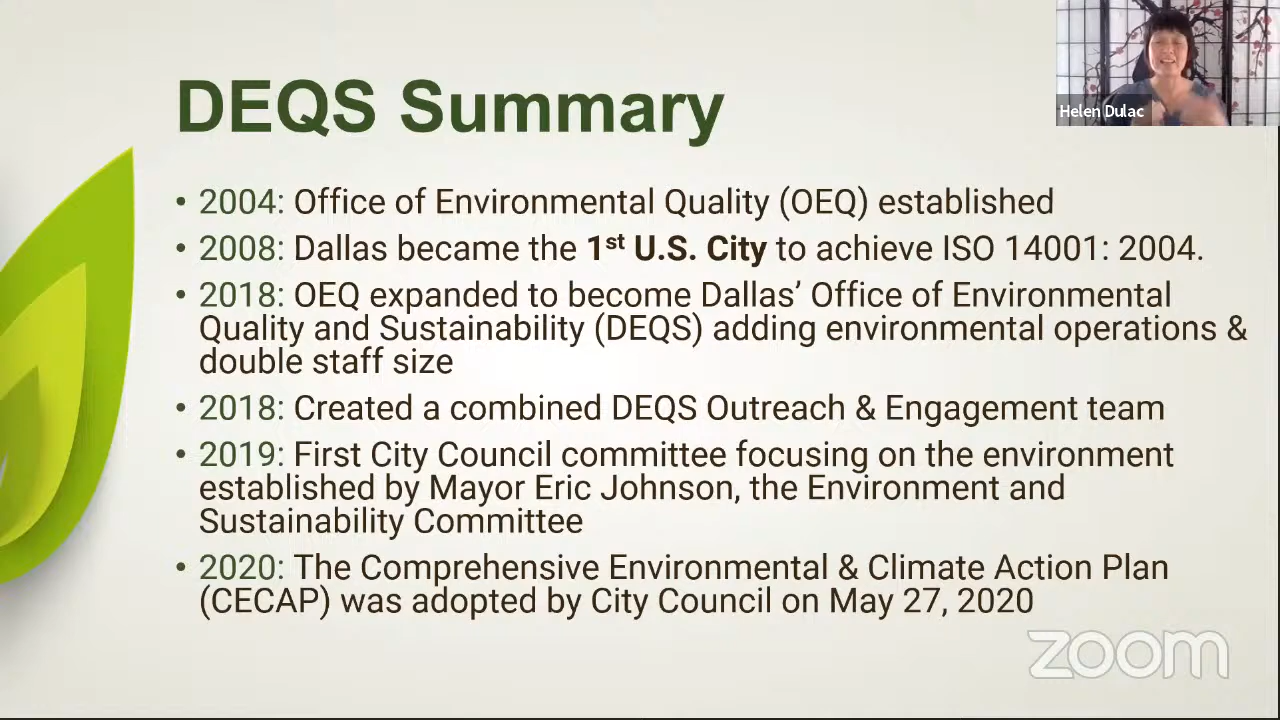 DEQS Summary
Helen Dulac
• 2004: Office of Environmental Quality (OEQ) established
• 2008: Dallas became the 1st U.S. City to achieve ISO 14001: 2004.
• 2018: OEQ expanded to become Dallas’ Office of Environmental
Quality and Sustainability (DEQS) adding environmental operations &
double staff size
• 2018: Created a combined DEQS Outreach & Engagement team
• 2019: First City Council committee focusing on the environment
established by Mayor Eric Johnson, the Environment and
Sustainability Committee
• 2020: The Comprehensive Environmental & Climate Action Plan
(CECAP) was adopted by City Council on May 27, 2020
zoom